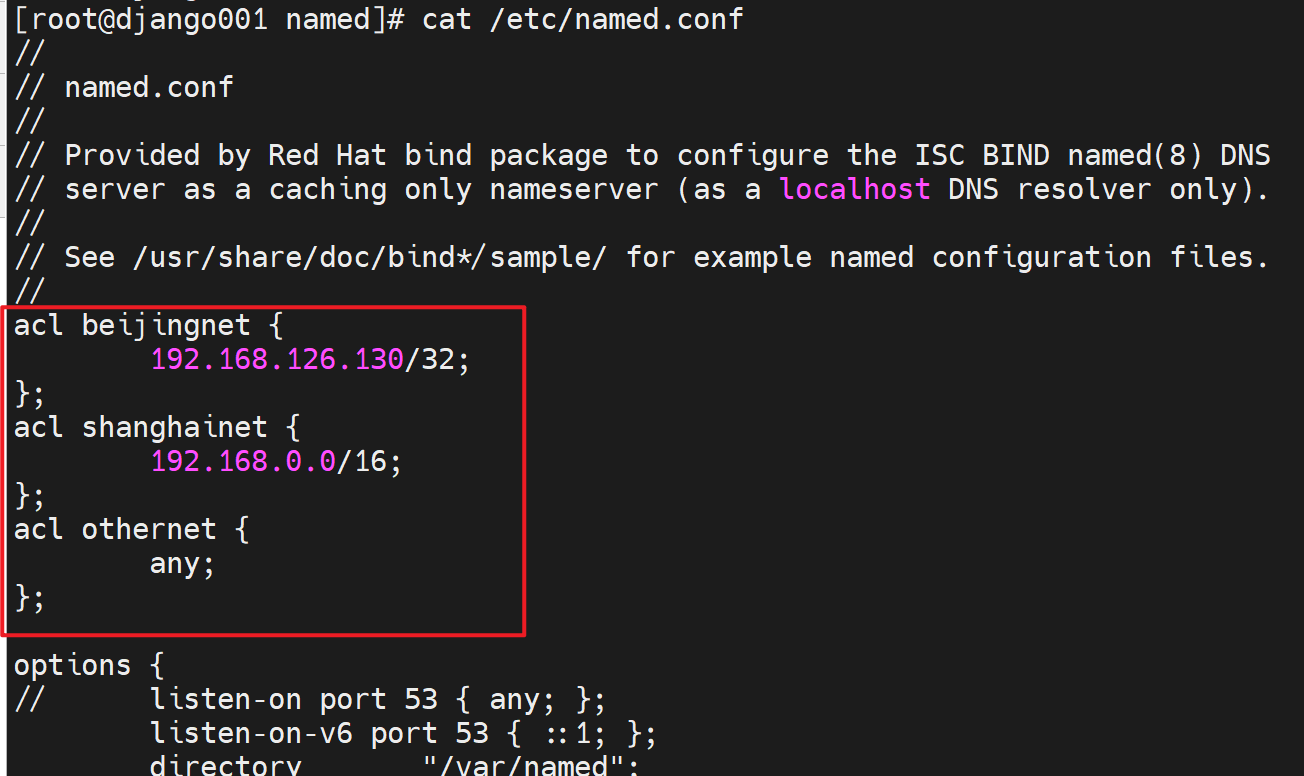 [root@django001 named]# cat /etc/named.conf
//
// named.conf
//
// Provided by Red Hat bind package to configure the ISC BIND named(8) DNS
// server as a caching only nameserver (as a localhost DNS resolver only).
//
// See /usr/share/doc/bind*/sample/ for example named configuration files.
//
acl beijingnet {
        192.168.126.130/32;
};
acl shanghainet {
        192.168.0.0/16;
};
acl othernet {
        any;
};
options {
//      listen-on port 53 { any; };
        listen-on-v6 port 53 { ::1; };
        directory       "/var/named";